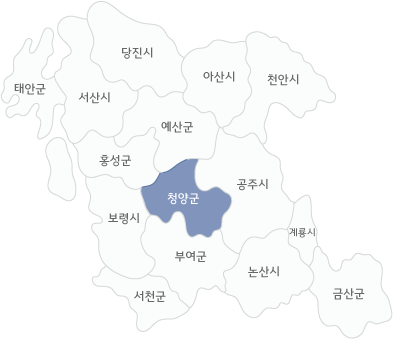 당진시
아산시
천안시
태안군
서산시
예산군
홍성군
공주시
청양군
보령시
계룡시
부여군
논산시
서천군
금산군